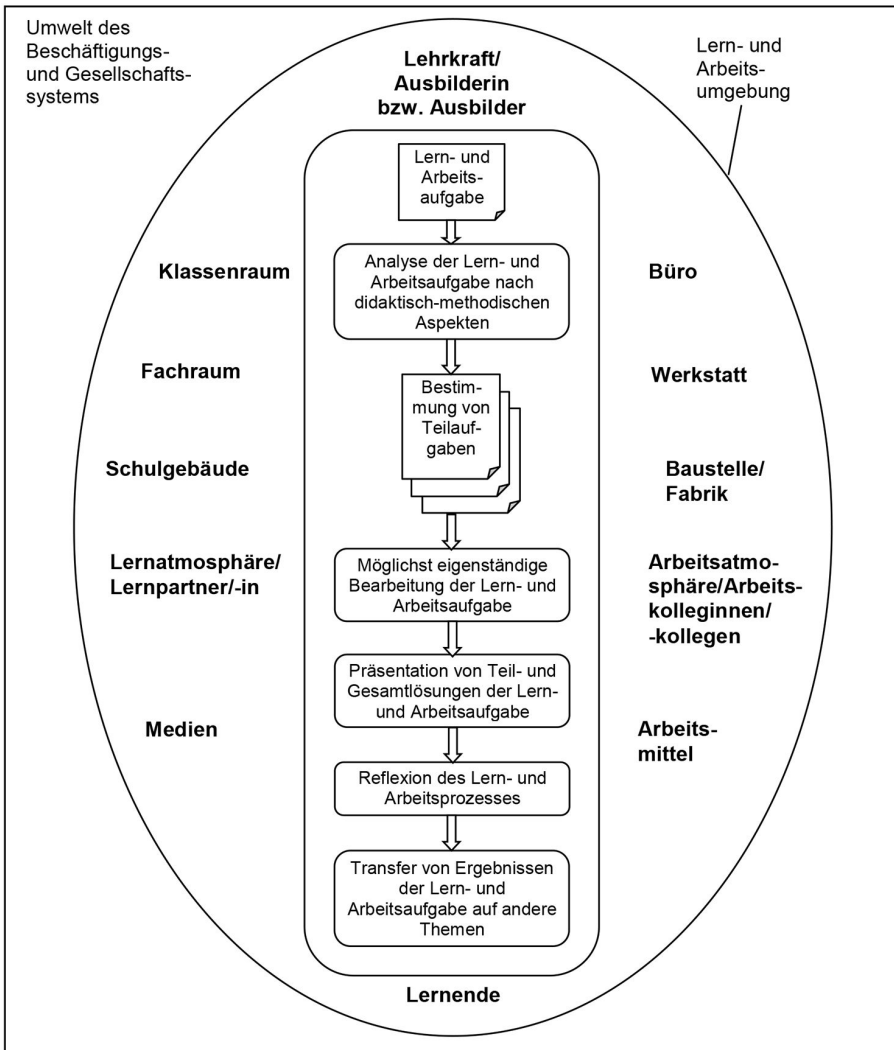 Umwelt des
Beschäftigungs-
und Gesellschafts-
systems
Lern- und
Arbeits-
umgebung
Lehrkraft/
Ausbilderin
bzw. Ausbilder
Lern- und
Arbeits-
aufgabe
Klassenraum
Analyse der Lern- und
Arbeitsaufgabe nach
didaktisch-methodischen
Aspekten
Büro
Fachraum
Bestim-
mung von
Teilauf-
gaben
Werkstatt
Schulgebäude
Baustelle/
Fabrik
Lernatmosphäre/
Lernpartner/-in
Möglichst eigenständige
Bearbeitung der Lern- und
Arbeitsaufgabe
Arbeitsatmo-
sphäre/Arbeits-
kolleginnen/
-kollegen
Präsentation von Teil- und
Gesamtlösungen der Lern-
und Arbeitsaufgabe
Medien
Arbeits-
mittel
Reflexion des Lern- und
Arbeitsprozesses
Transfer von Ergebnissen
der Lern- und
Arbeitsaufgabe auf andere
Themen
Lernende